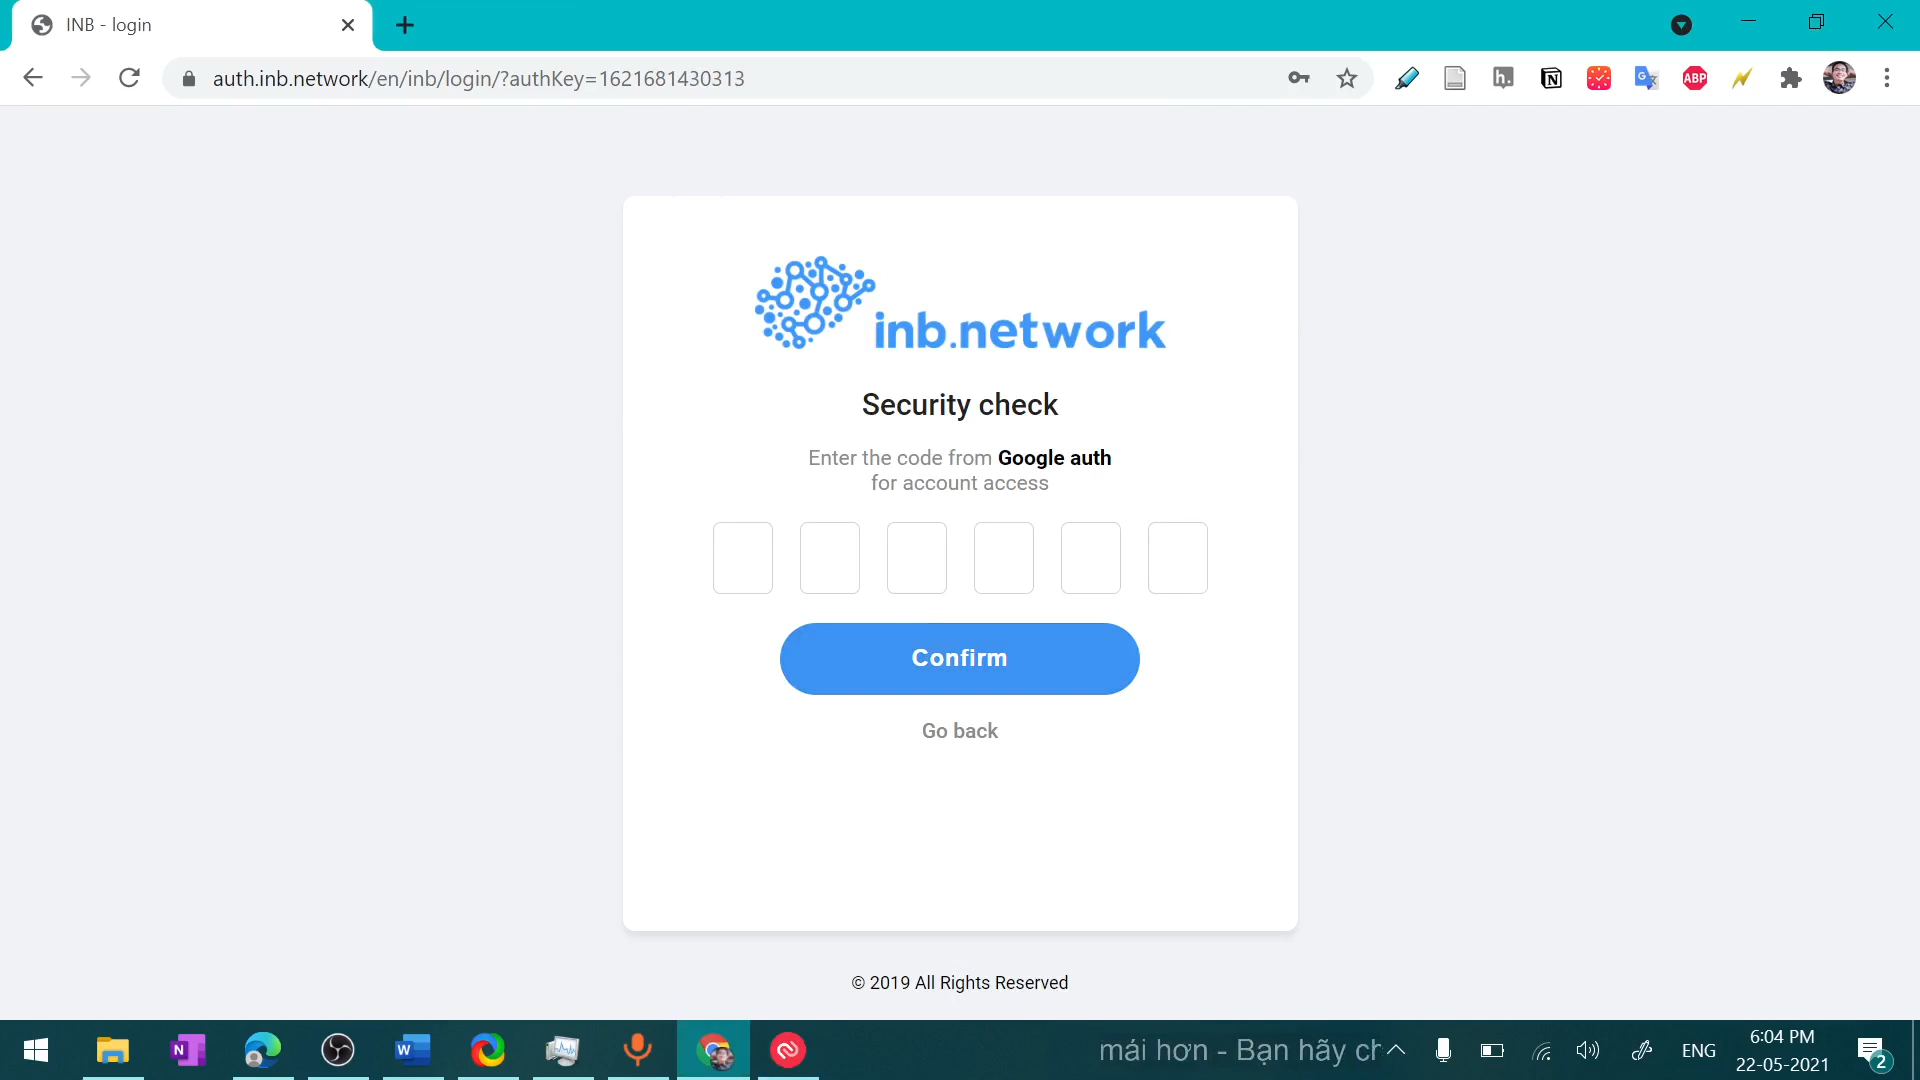 INB - login
auth.inb.network/en/inb/login/?authKey=1621681430313
h.
N
G
ABP
inb.network
Security check
Enter the code from Google auth
for account access
Confirm
Go back
© 2019 All Rights Reserved
N
W
mái hơn - Bạn hãy ch
ENG
6:04 PM
22-05-2021
2